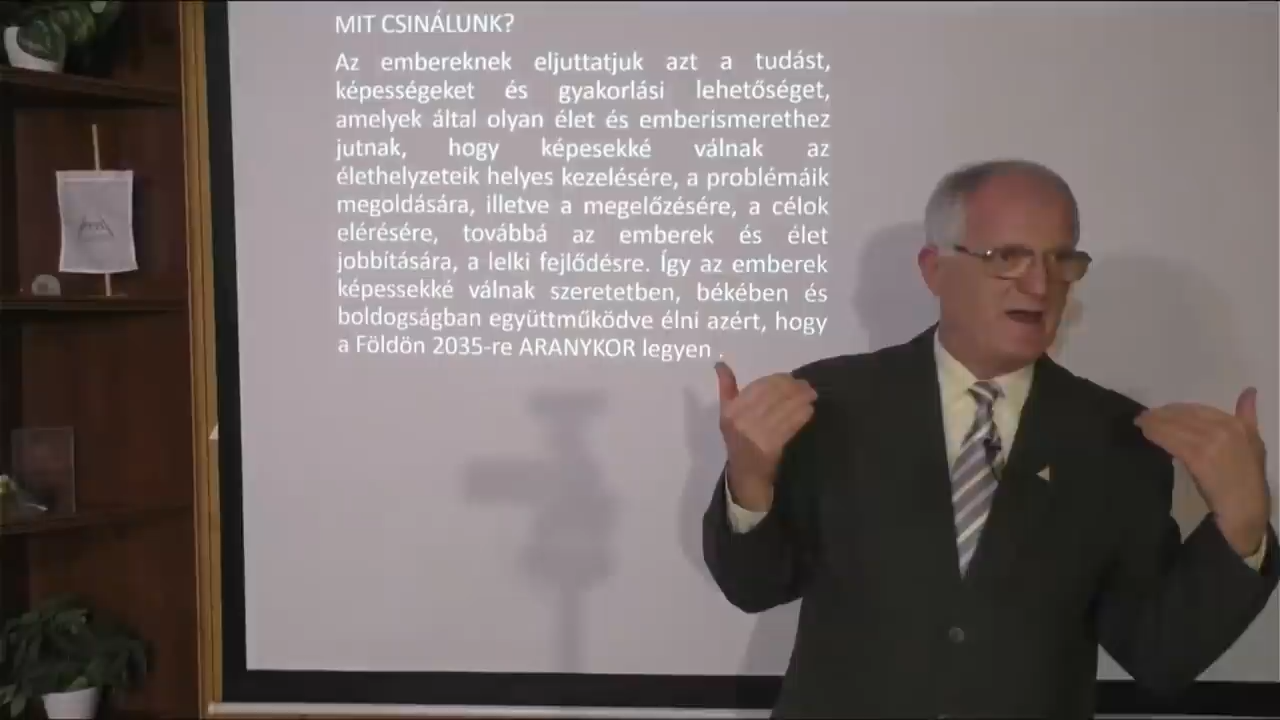 MIT CSINÁLUNK?
Az embereknek eljuttatjuk azt a tudást,
képességeket és gyakorlási lehetőséget,
amelyek által olyan élet és emberismerethez
jutnak, hogy képesekké válnak az
élethelyzeteik helyes kezelésére, a problémáik
megoldására, illetve a megelőzésére, a célok
elérésére, továbbá az emberek és élet
jobbítására, a lelki fejlődésre. Így az emberek
képessekké válnak szeretetben, békében és
boldogságban együttműködve élni azért, hogy
a Földön 2035-re ARANYKOR legyen .